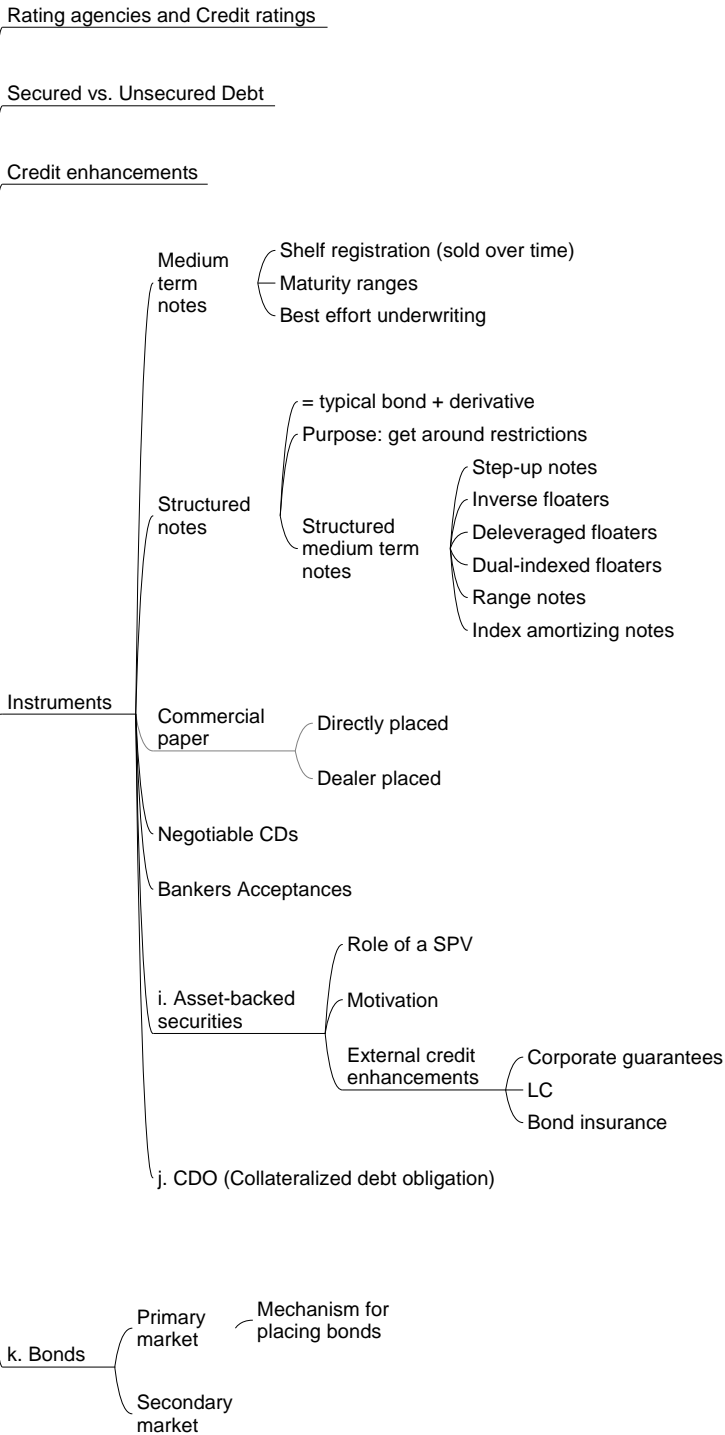 Rating agencies and Credit ratings
Secured vs. Unsecured Debt
Credit enhancements
Instruments
Medium
term
notes
Shelf registration (sold over time)
Maturity ranges
Best effort underwriting
Structured
notes
= typical bond + derivative
Purpose: get around restrictions
Structured
medium term
notes
Step-up notes
Inverse floaters
Deleveraged floaters
Dual-indexed floaters
Range notes
Index amortizing notes
Commercial
paper
Directly placed
Dealer placed
Negotiable CDs
Bankers Acceptances
i. Asset-backed
securities
Role of a SPV
Motivation
External credit
enhancements
Corporate guarantees
LC
Bond insurance
j. CDO (Collateralized debt obligation)
k. Bonds
Primary
market
Mechanism for
placing bonds
Secondary
market